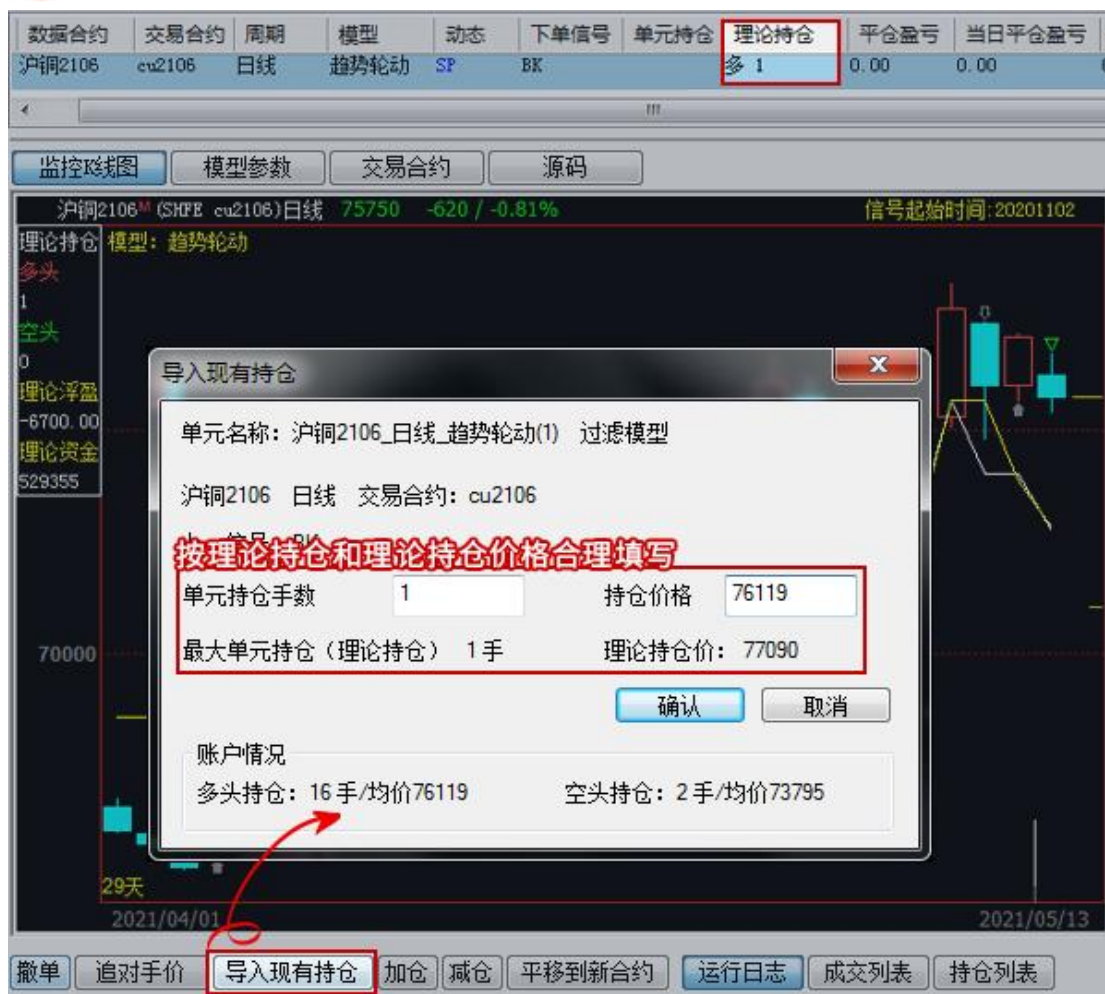 数据合约 交易合约 周期 模型 动态 下单信号 单元持仓 理论持仓 平仓盈亏 当日平仓盈亏
沪铜2106 cu2106 日线 趋势轮动 SP BK 多 1 0.00 0.00
监控K线图 模型参数 交易合约 源码
沪铜2106M (SHFE cu2106)日线 75750 -620 / -0.81% 信号起始时间:20201102
理论持仓 模型：趋势轮动
多头
1
空头
0
理论浮盈
-6700.00
理论资金
529355
导入现有持仓
单元名称：沪铜2106_日线_趋势轮动(1) 过滤模型
沪铜2106 日线 交易合约：cu2106
按理论持仓和理论持仓价格合理填写
单元持仓手数 1 持仓价格 76119
最大单元持仓（理论持仓） 1手 理论持仓价：77090
确认 取消
账户情况
多头持仓：16手/均价76119 空头持仓：2手/均价73795
70000
29天
2021/04/01 2021/05/13
撤单 追对手价 导入现有持仓 加仓 减仓 平移到新合约 运行日志 成交列表 持仓列表